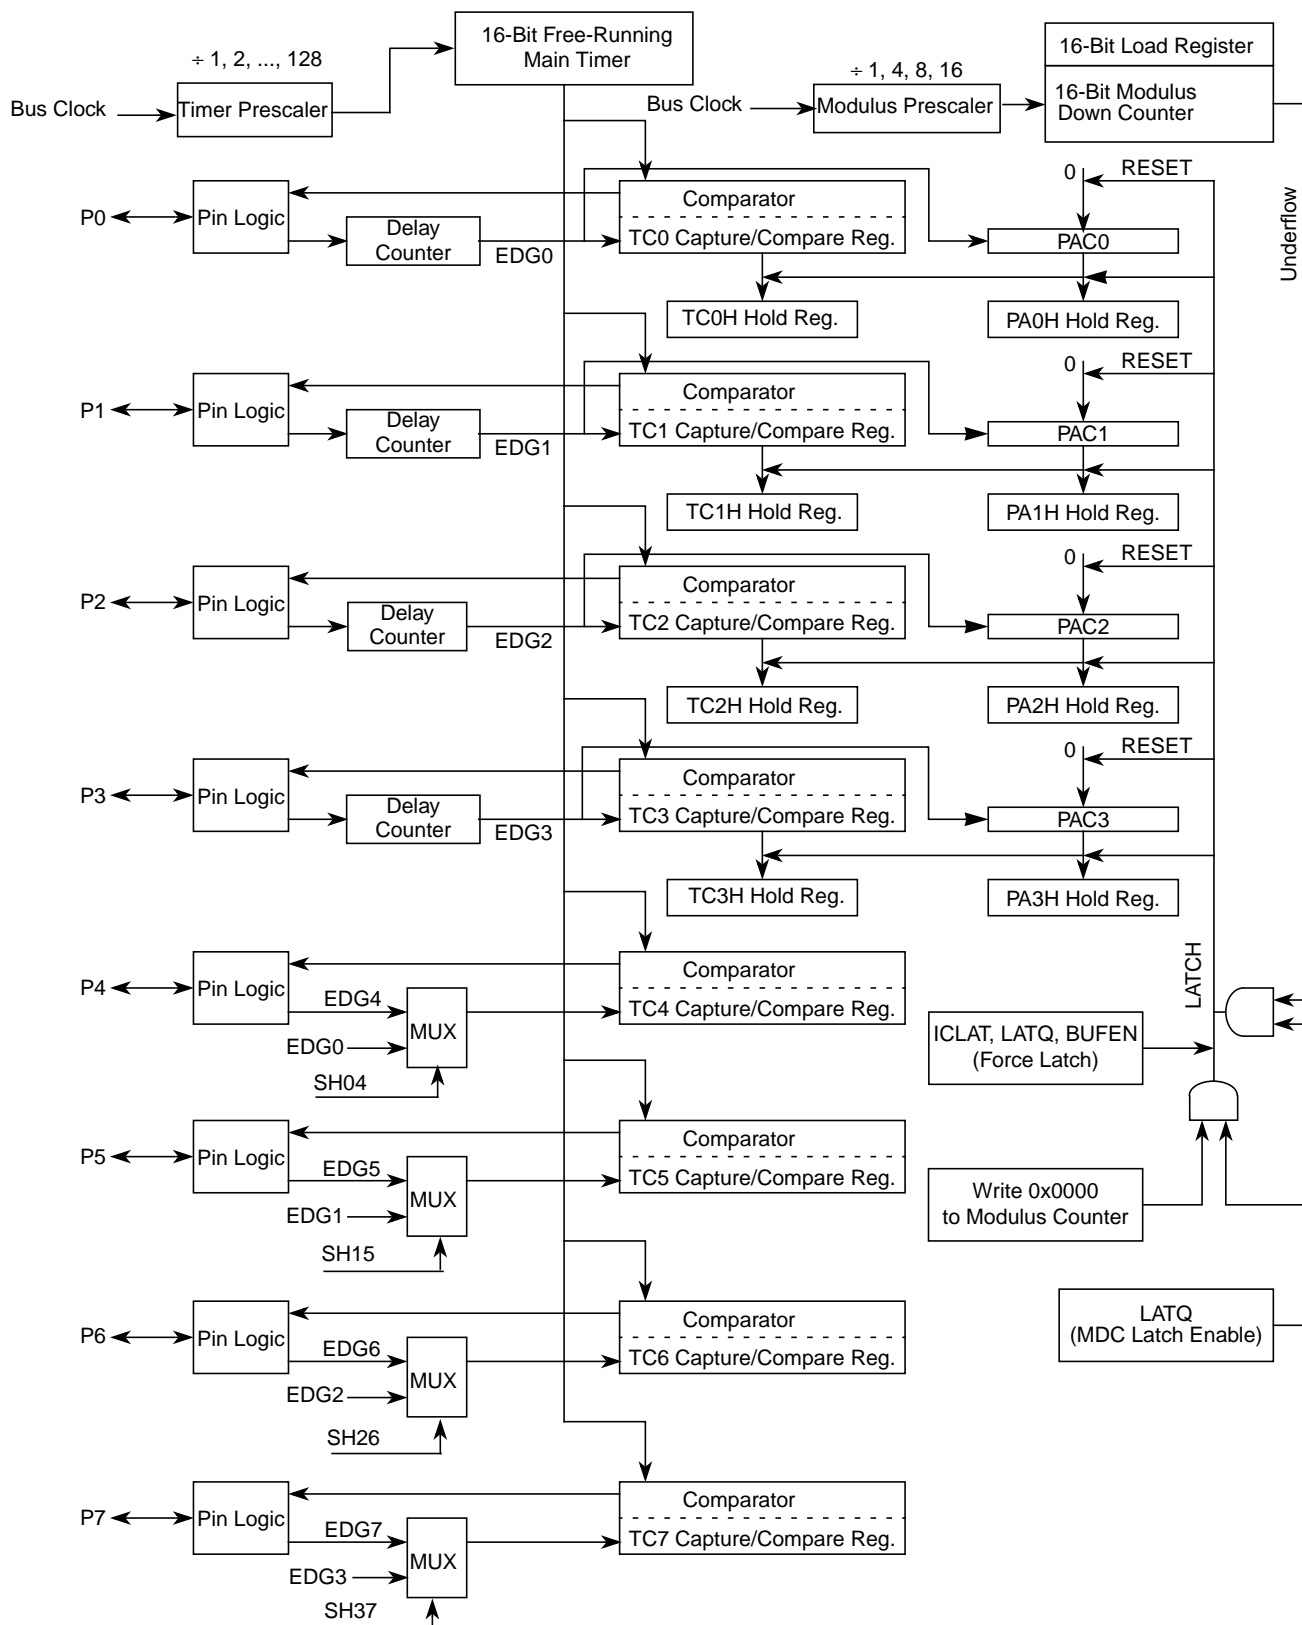 16-Bit Free-Running
Main Timer
16-Bit Load Register
÷ 1, 2, ..., 128
÷ 1, 4, 8, 16
16-Bit Modulus
Down Counter
Bus Clock
Timer Prescaler
Bus Clock
Modulus Prescaler
0
RESET
Underflow
P0
Pin Logic
Delay
Counter
EDG0
Comparator
TC0 Capture/Compare Reg.
PAC0
TC0H Hold Reg.
PA0H Hold Reg.
0
RESET
P1
Pin Logic
Delay
Counter
EDG1
Comparator
TC1 Capture/Compare Reg.
PAC1
TC1H Hold Reg.
PA1H Hold Reg.
0
RESET
P2
Pin Logic
Delay
Counter
EDG2
Comparator
TC2 Capture/Compare Reg.
PAC2
TC2H Hold Reg.
PA2H Hold Reg.
0
RESET
P3
Pin Logic
Delay
Counter
EDG3
Comparator
TC3 Capture/Compare Reg.
PAC3
TC3H Hold Reg.
PA3H Hold Reg.
LATCH
P4
Pin Logic
EDG4
EDG0
MUX
SH04
Comparator
TC4 Capture/Compare Reg.
ICLAT, LATQ, BUFEN
(Force Latch)
P5
Pin Logic
EDG5
EDG1
MUX
SH15
Comparator
TC5 Capture/Compare Reg.
Write 0x0000
to Modulus Counter
P6
Pin Logic
EDG6
EDG2
MUX
SH26
Comparator
TC6 Capture/Compare Reg.
LATQ
(MDC Latch Enable)
P7
Pin Logic
EDG7
EDG3
MUX
SH37
Comparator
TC7 Capture/Compare Reg.